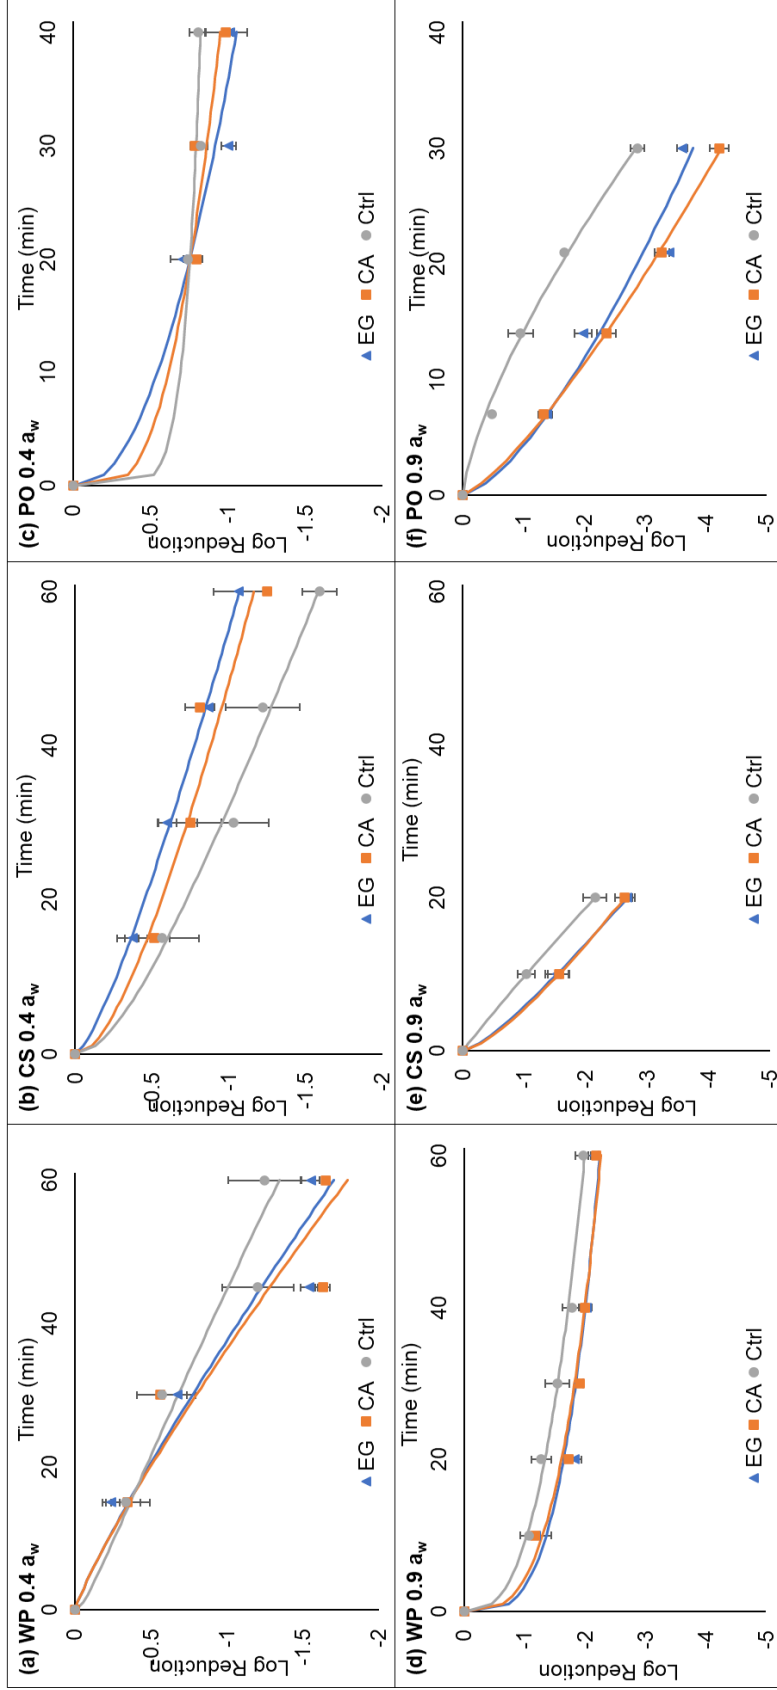 (a) WP 0.4 a_w
Time (min)
0 20 40 60
0
-0.5
-1
-1.5
-2
Log Reduction
EG CA Ctrl
(b) CS 0.4 a_w
Time (min)
0 20 40 60
0
-0.5
-1
-1.5
-2
Log Reduction
EG CA Ctrl
(c) PO 0.4 a_w
Time (min)
0 10 20 30 40
0
-0.5
-1
-1.5
-2
Log Reduction
EG CA Ctrl
(d) WP 0.9 a_w
Time (min)
0 20 40 60
0
-1
-2
-3
-4
-5
Log Reduction
EG CA Ctrl
(e) CS 0.9 a_w
Time (min)
0 20 40 60
0
-1
-2
-3
-4
-5
Log Reduction
EG CA Ctrl
(f) PO 0.9 a_w
Time (min)
0 10 20 30 40
0
-1
-2
-3
-4
-5
Log Reduction
EG CA Ctrl